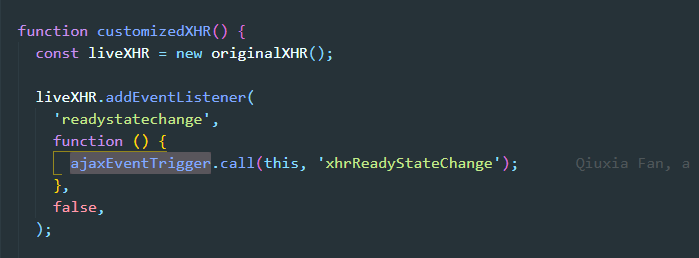 function customizedXHR() {
const liveXHR = new originalXHR();
liveXHR.addEventListener(
'readystatechange',
function () {
ajaxEventTrigger.call(this, 'xhrReadyStateChange'); Qiuxia Fan, a
},
false,
);